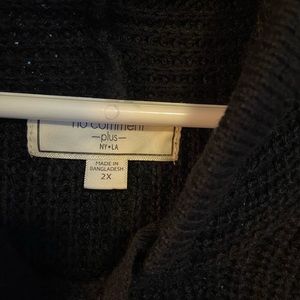 no comment
—plus—
NY•LA
MADE IN
BANGLADESH
2X